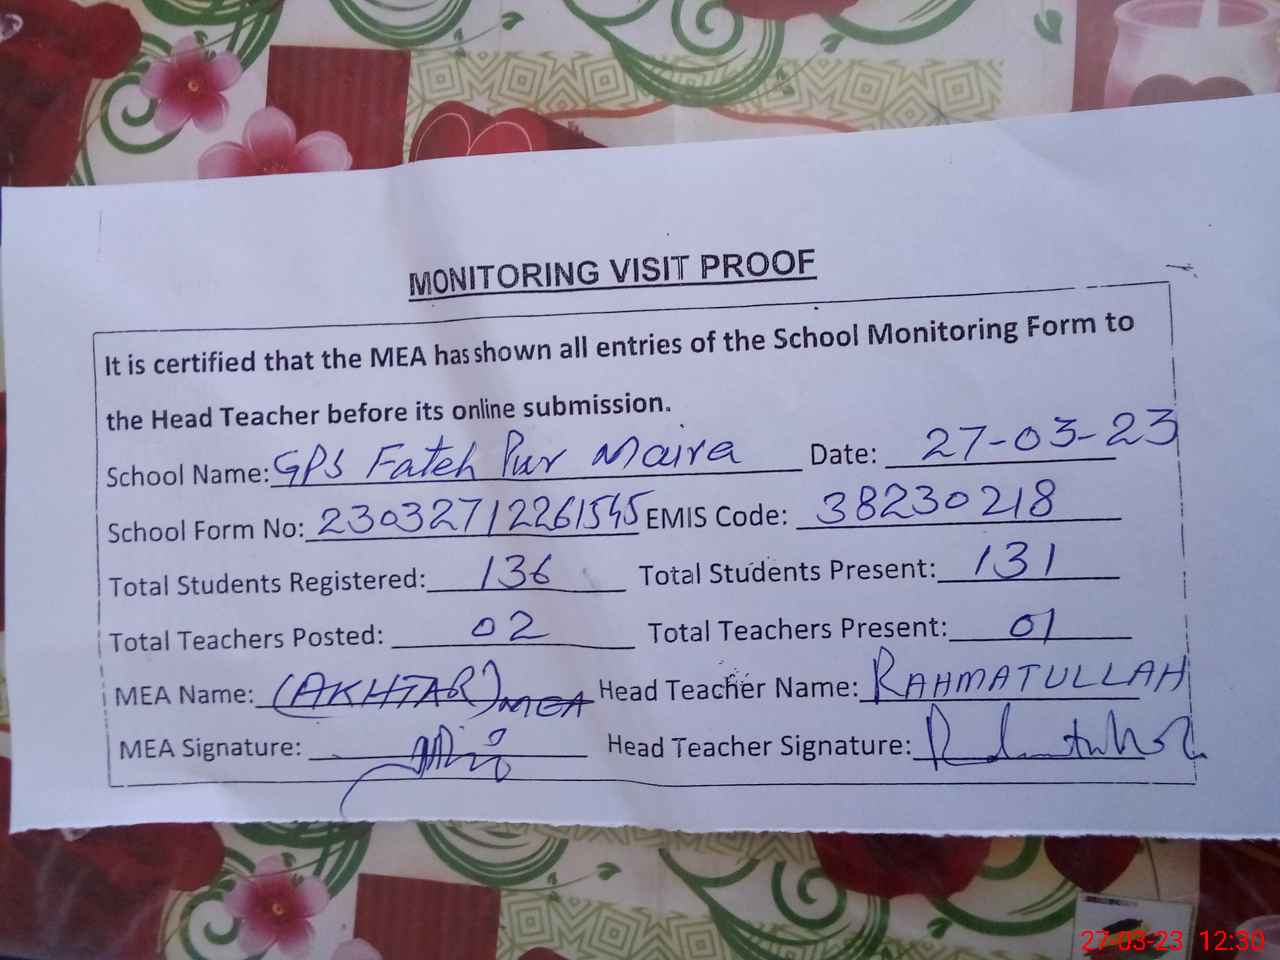 MONITORING VISIT PROOF
It is certified that the MEA has shown all entries of the School Monitoring Form to
the Head Teacher before its online submission.
School Name: GPS Fateh Pur Maira Date: 27-03-23
School Form No: 230327122261545 EMIS Code: 38230218
Total Students Registered: 136 Total Students Present: 131
Total Teachers Posted: 02 Total Teachers Present: 01
MEA Name: (AKHTAR) MEA Head Teacher Name: RAHMATULLAH
MEA Signature: Head Teacher Signature:
27-03-23 12:30